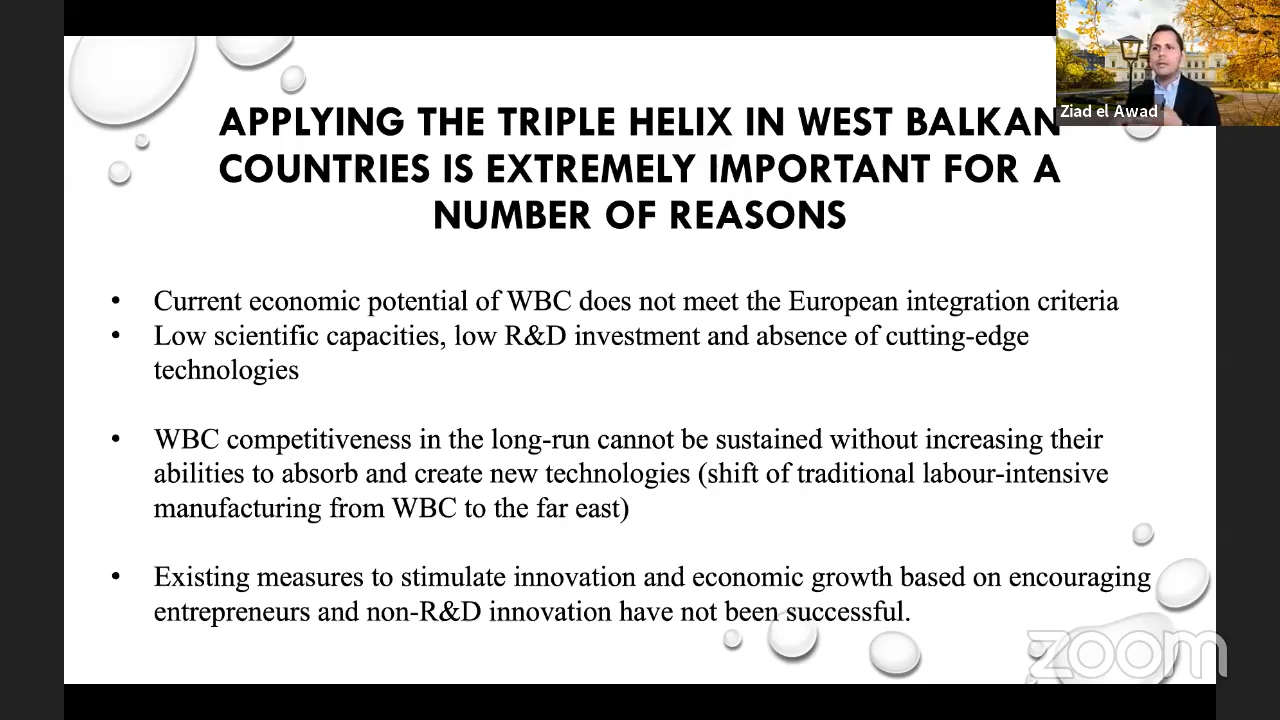 Ziad el Awad
APPLYING THE TRIPLE HELIX IN WEST BALKAN
COUNTRIES IS EXTREMELY IMPORTANT FOR A
NUMBER OF REASONS
• Current economic potential of WBC does not meet the European integration criteria
• Low scientific capacities, low R&D investment and absence of cutting-edge
technologies
• WBC competitiveness in the long-run cannot be sustained without increasing their
abilities to absorb and create new technologies (shift of traditional labour-intensive
manufacturing from WBC to the far east)
• Existing measures to stimulate innovation and economic growth based on encouraging
entrepreneurs and non-R&D innovation have not been successful.
zoom